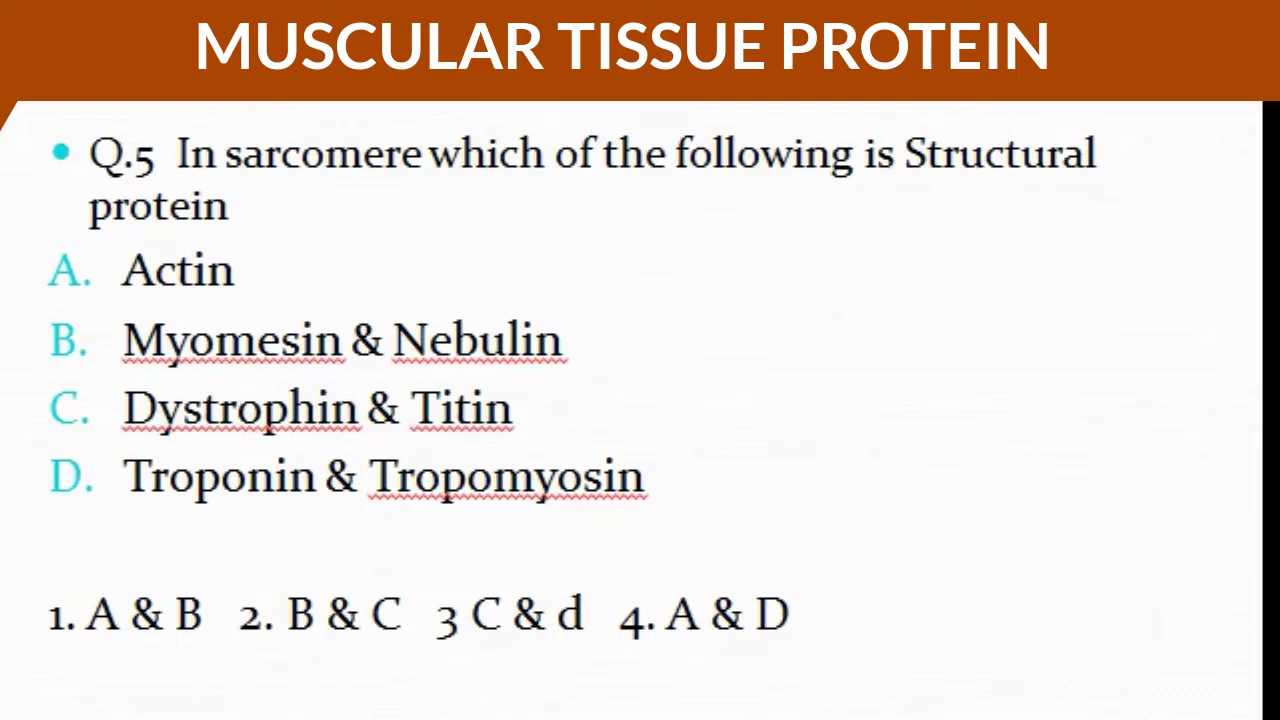 MUSCULAR TISSUE PROTEIN
• Q.5 In sarcomere which of the following is Structural
protein
A. Actin
B. Myomesin & Nebulin
C. Dystrophin & Titin
D. Troponin & Tropomyosin
1. A & B 2. B & C 3 C & d 4. A & D